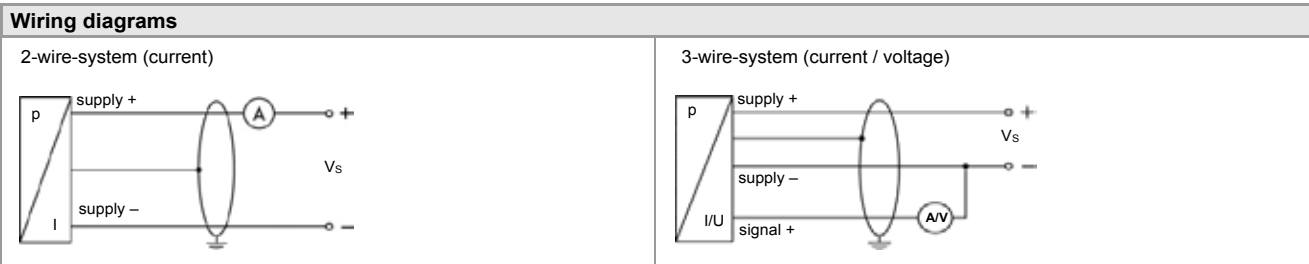 Wiring diagrams
2-wire-system (current)
p
supply +
A
+
Vs
supply –
I
–
3-wire-system (current / voltage)
p
supply +
+
Vs
supply –
–
I/U
signal +
A/V